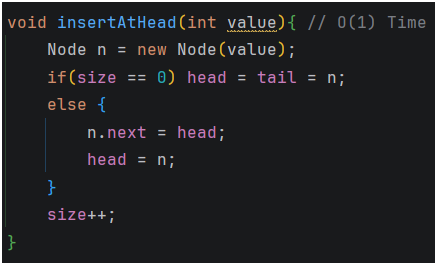 void insertAtHead(int value){ // O(1) Time
    Node n = new Node(value);
    if(size == 0) head = tail = n;
    else {
        n.next = head;
        head = n;
    }
    size++;
}